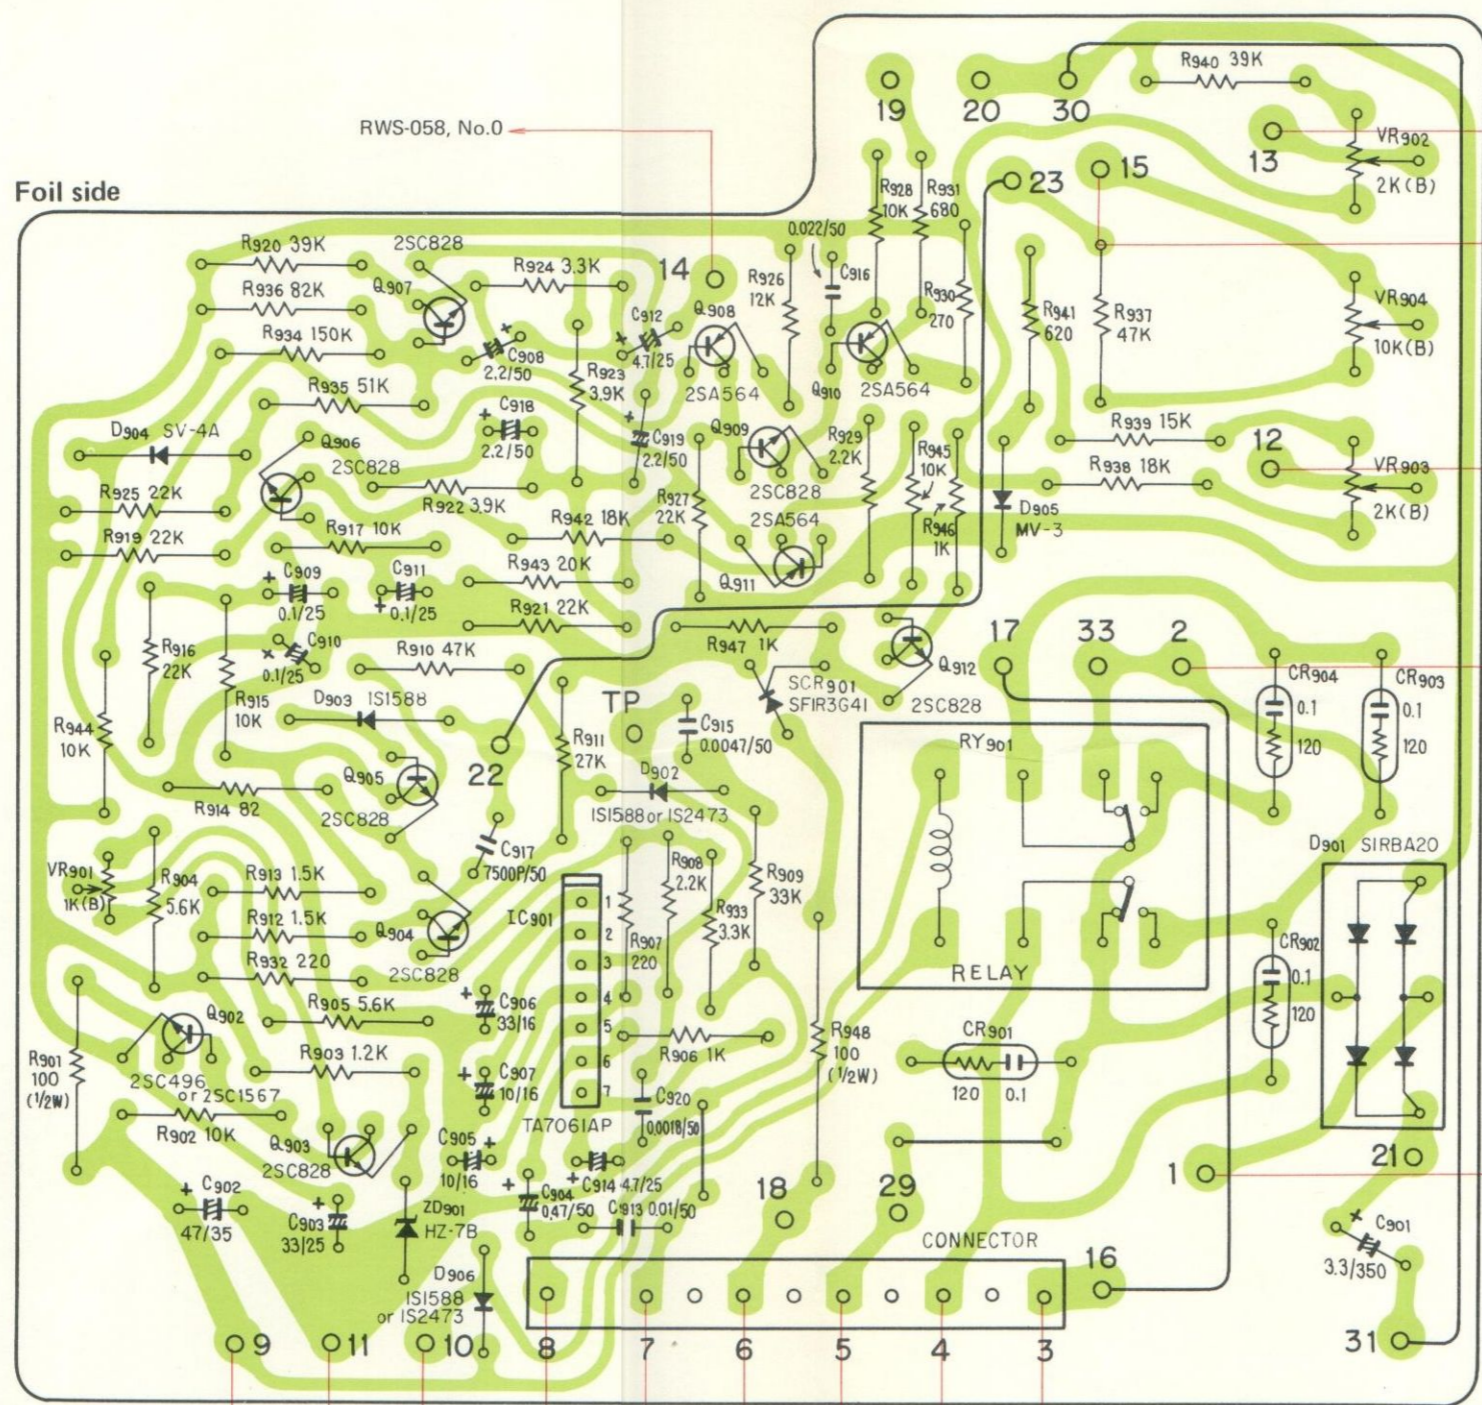 R940 39K
19
20
30
RWS-058, No.0
13
VR902
2K(B)
Foil side
23
15
R928
10K
R931
680
0.022/50
C916
R920 39K
2SC828
R924 3.3K
14
R926
12K
R936 82K
Q907
R930
270
R941
620
R937
47K
VR904
10K(B)
R934 150K
C908
2.2/50
C912
4.7/25
Q908
2SA564
Q910
2SA564
R923
3.9K
R935 51K
D904 SV-4A
Q906
2SC828
C918
2.2/50
C919
2.2/50
Q909
2SC828
R929
2.2K
R945
10K
R939 15K
12
R938 18K
VR903
2K(B)
R925 22K
R922 3.9K
R927
22K
2SA564
R946
1K
D905
MV-3
R919 22K
R917 10K
R942 18K
Q911
C909
0.1/25
C911
0.1/25
R943 20K
R921 22K
R916
22K
C910
0.1/25
R910 47K
R947 1K
Q912
2SC828
17
33
2
R915
10K
D903 IS1588
TP
SCR901
SFIR3G41
CR904
0.1
120
CR903
0.1
120
R944
10K
22
R911
27K
C915
0.0047/50
RY901
Q905
2SC828
D902
IS1588 or IS2473
R914 82
C917
7500P/50
D901 SIRBA20
VR901
1K(B)
R904
5.6K
R913 1.5K
R908
2.2K
R909
33K
R912 1.5K
Q904
2SC828
IC901
1
2
3
4
5
6
7
R907
220
R933
3.3K
R932 220
RELAY
CR902
0.1
120
Q902
R905 5.6K
C906
33/16
R901
100
(1/2W)
R903 1.2K
R906 1K
R948
100
(1/2W)
CR901
120 0.1
2SC496
or 2SC1567
C907
10/16
TA7061AP
C920
0.0018/50
R902 10K
Q903
2SC828
C905
10/16
C914 4.7/25
1
21
C902
47/35
C903
33/25
ZD901
HZ-7B
C904
0.47/50
C913 0.01/50
18
29
CONNECTOR
16
C901
3.3/350
D906
IS1588
or IS2473
9
11
10
8
7
6
5
4
3
31